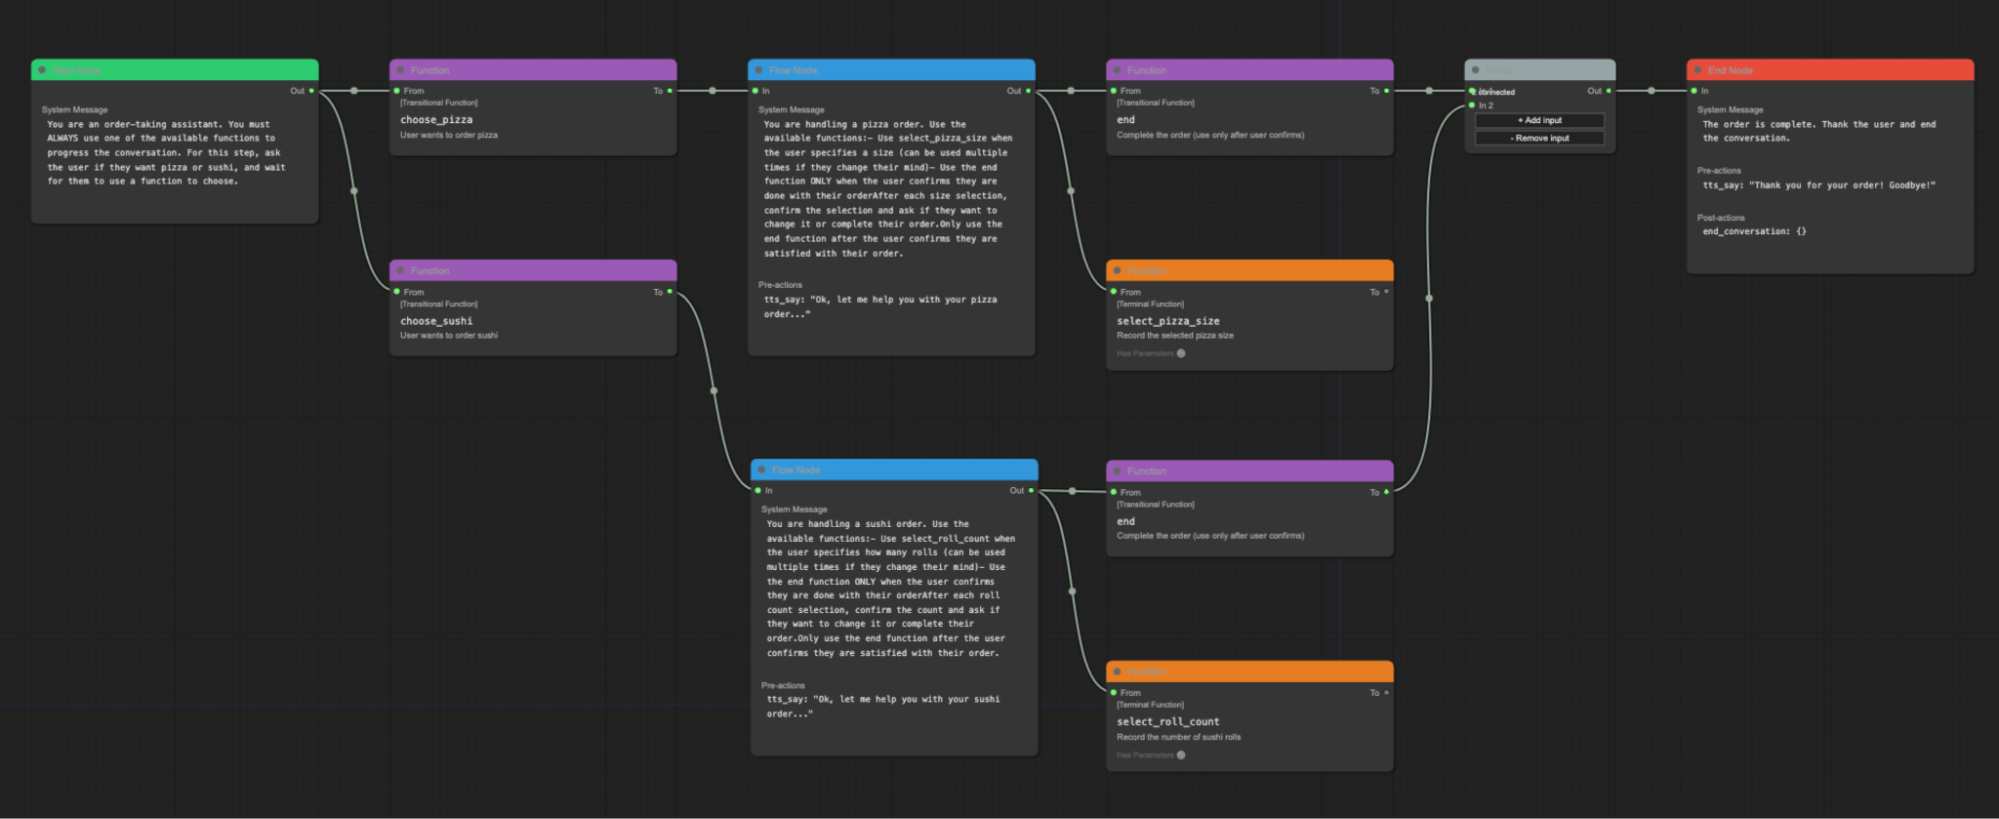 Start Node
Out
System Message
You are an order-taking assistant. You must
ALWAYS use one of the available functions to
progress the conversation. For this step, ask
the user if they want pizza or sushi, and wait
for them to use a function to choose.
Function
From
To
[Transitional Function]
choose_pizza
User wants to order pizza
Function
From
To
[Transitional Function]
choose_sushi
User wants to order sushi
Flow Node
In
Out
System Message
You are handling a pizza order. Use the
available functions:- Use select_pizza_size when
the user specifies a size (can be used multiple
times if they change their mind)- Use the end
function ONLY when the user confirms they are
done with their orderAfter each size selection,
confirm the selection and ask if they want to
change it or complete their order.Only use the
end function after the user confirms they are
satisfied with their order.
Pre-actions
tts_say: "Ok, let me help you with your pizza
order..."
Flow Node
In
Out
System Message
You are handling a sushi order. Use the
available functions:- Use select_roll_count when
the user specifies how many rolls (can be used
multiple times if they change their mind)- Use
the end function ONLY when the user confirms
they are done with their orderAfter each roll
count selection, confirm the count and ask if
they want to change it or complete their
order.Only use the end function after the user
confirms they are satisfied with their order.
Pre-actions
tts_say: "Ok, let me help you with your sushi
order..."
Function
From
To
[Transitional Function]
end
Complete the order (use only after user confirms)
Function
From
To
[Terminal Function]
select_pizza_size
Record the selected pizza size
Has Parameters
Function
From
To
[Transitional Function]
end
Complete the order (use only after user confirms)
Function
From
To
[Terminal Function]
select_roll_count
Record the number of sushi rolls
Has Parameters
2 connected
Out
In 2
+ Add input
- Remove input
End Node
In
System Message
The order is complete. Thank the user and end
the conversation.
Pre-actions
tts_say: "Thank you for your order! Goodbye!"
Post-actions
end_conversation: {}